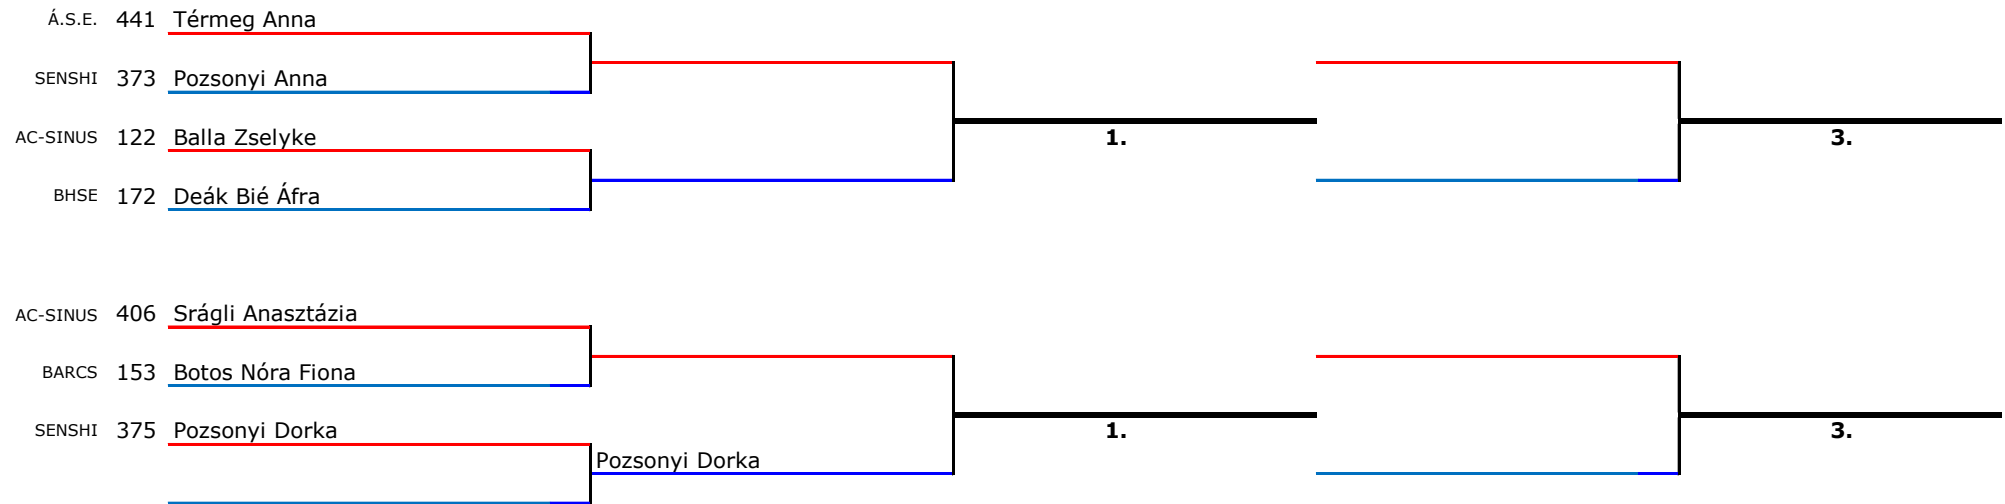 Á.S.E. 441 Térmeg Anna
SENSHI 373 Pozsonyi Anna
AC-SINUS 122 Balla Zselyke 1. 3.
BHSE 172 Deák Bié Áfra
AC-SINUS 406 Srágli Anasztázia
BARCS 153 Botos Nóra Fiona
SENSHI 375 Pozsonyi Dorka 1. 3.
Pozsonyi Dorka